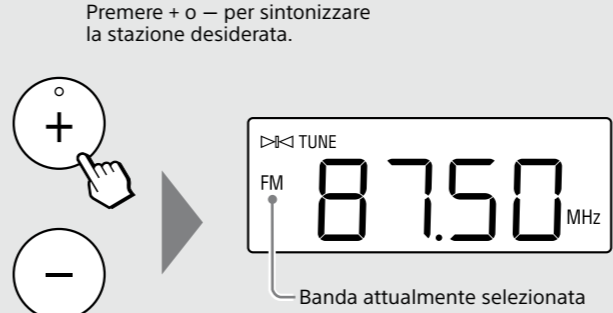 Premere + o – per sintonizzare
la stazione desiderata.
+
TUNE
FM
87.50 MHz
–
Banda attualmente selezionata